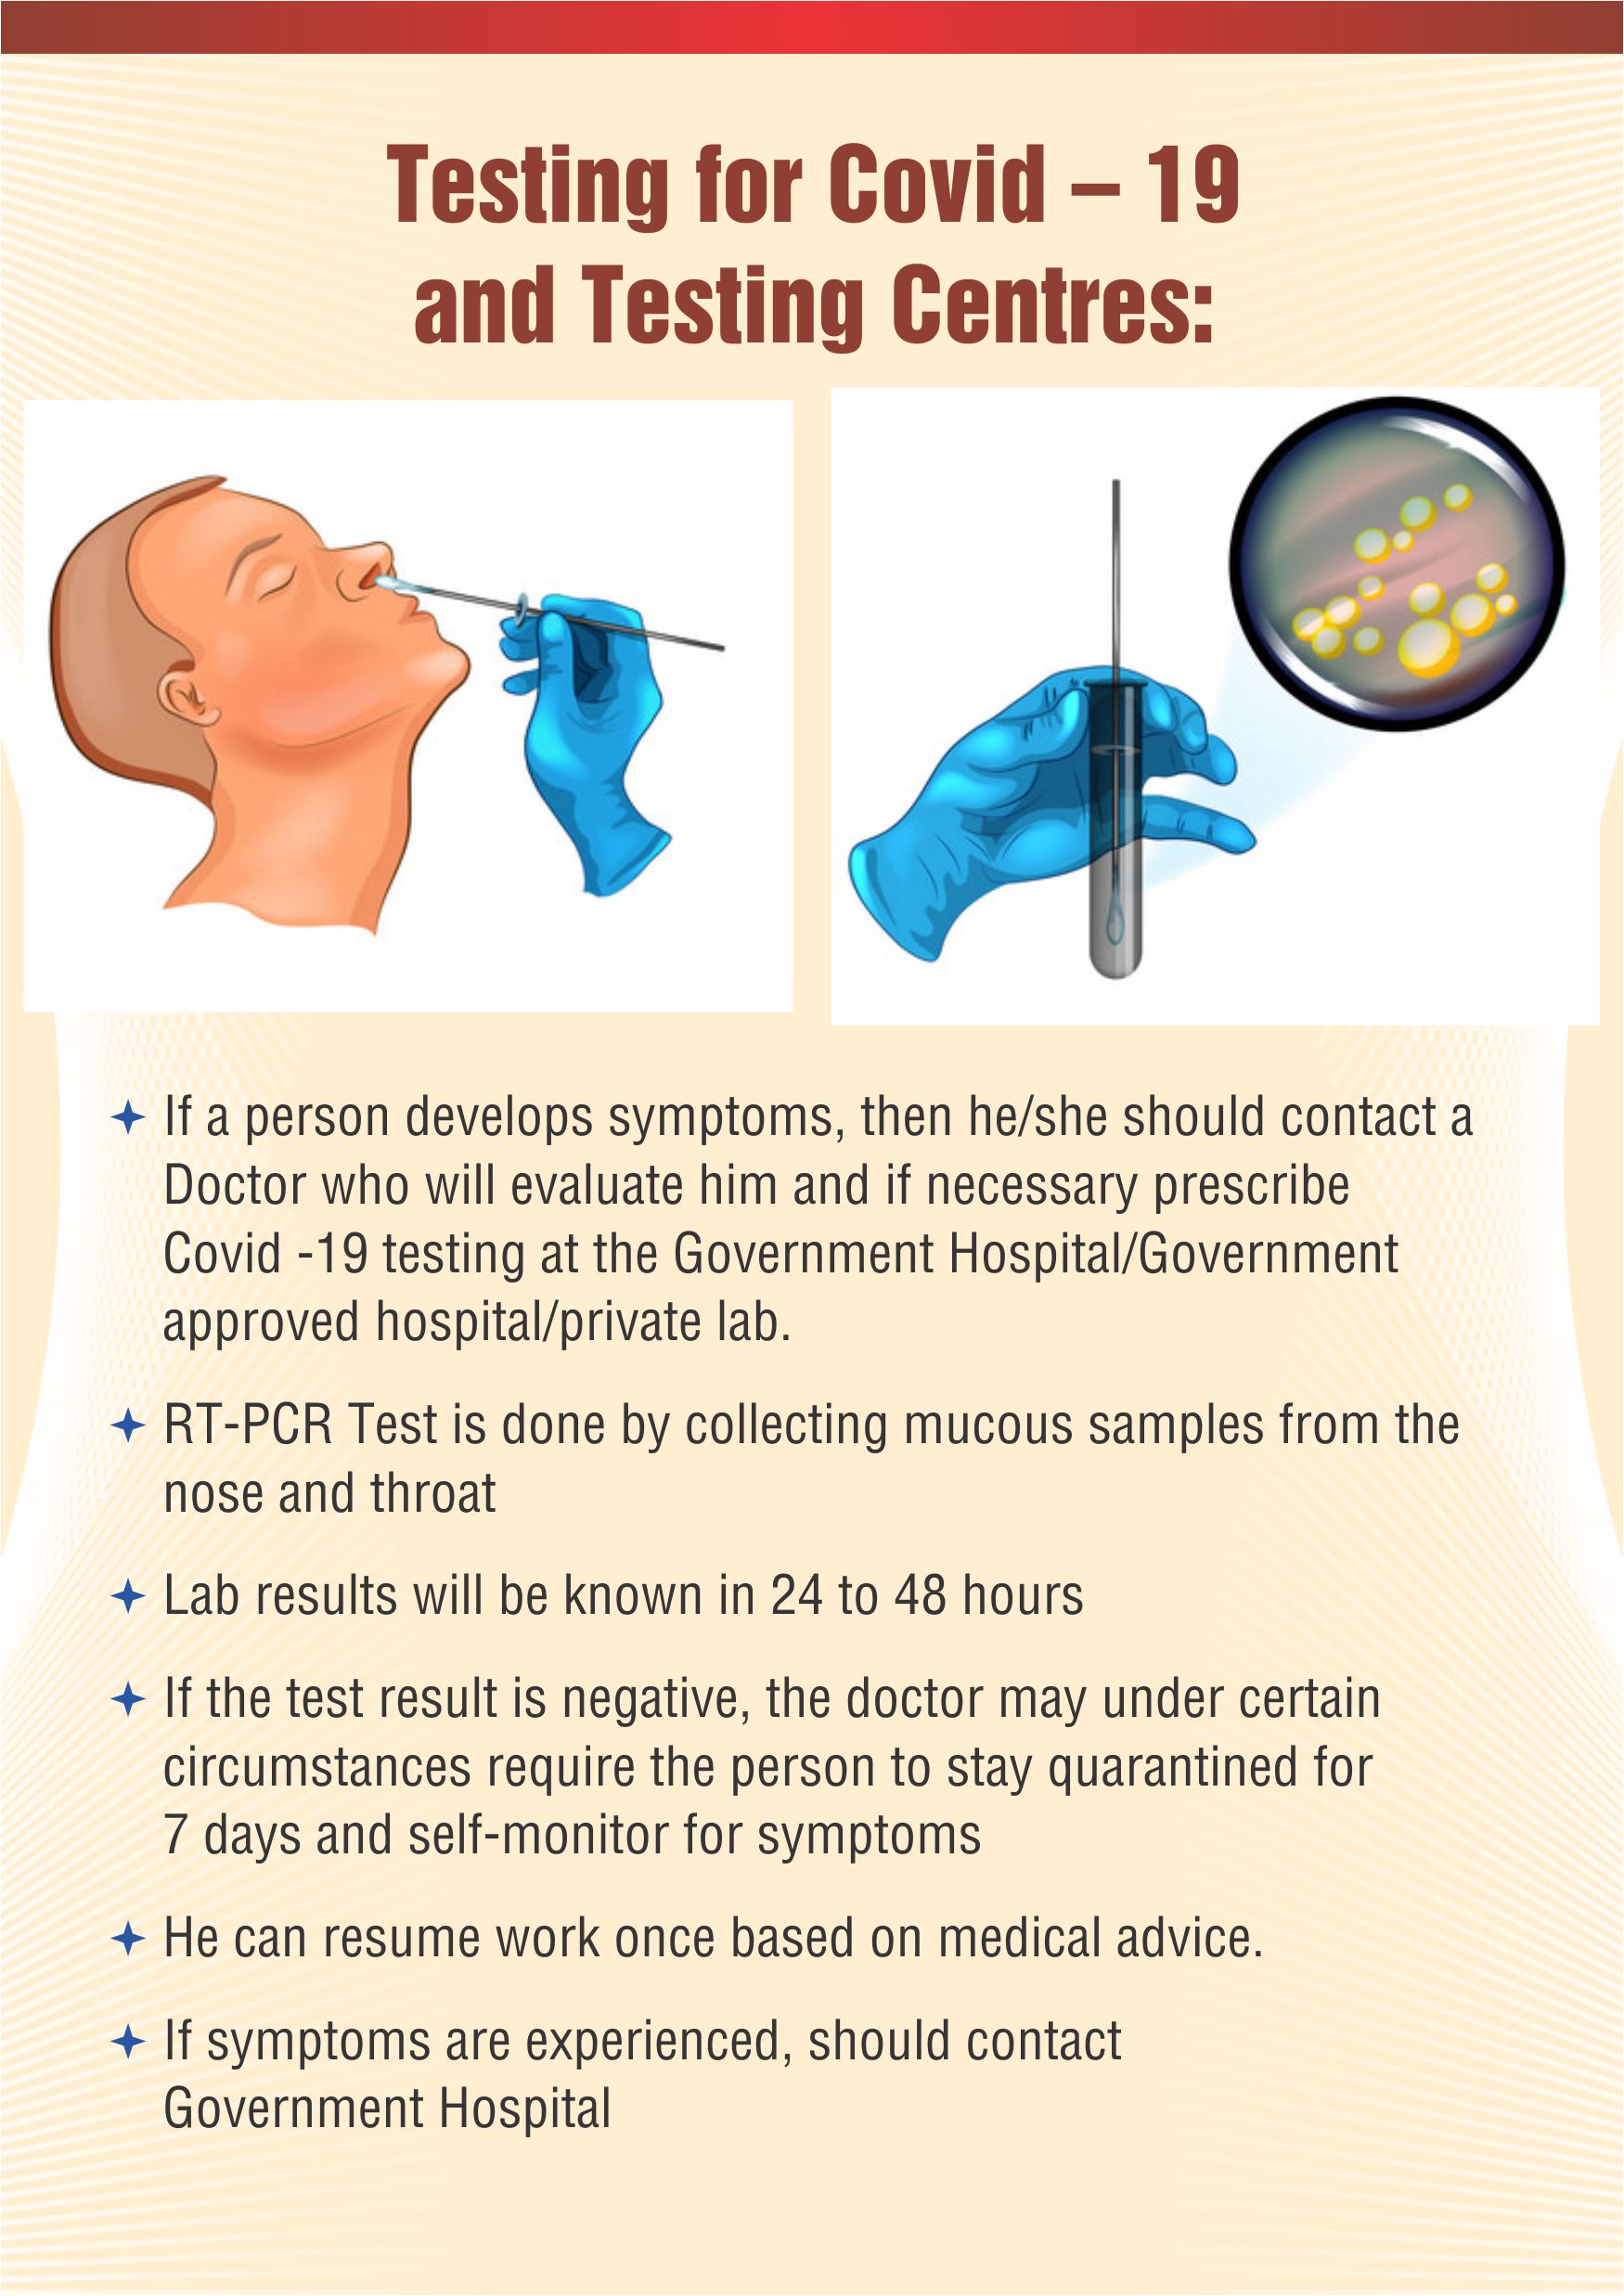 Testing for Covid – 19
and Testing Centres:
If a person develops symptoms, then he/she should contact a
Doctor who will evaluate him and if necessary prescribe
Covid -19 testing at the Government Hospital/Government
approved hospital/private lab.
RT-PCR Test is done by collecting mucous samples from the
nose and throat
Lab results will be known in 24 to 48 hours
If the test result is negative, the doctor may under certain
circumstances require the person to stay quarantined for
7 days and self-monitor for symptoms
He can resume work once based on medical advice.
If symptoms are experienced, should contact
Government Hospital